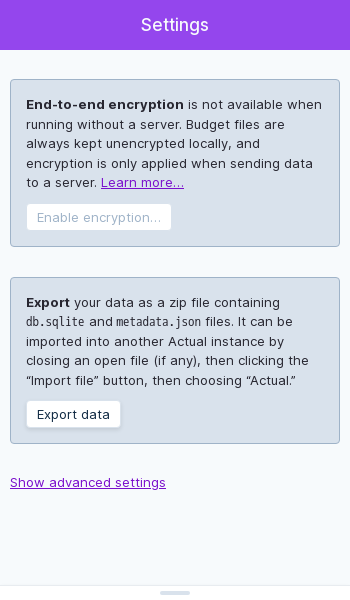 Settings
End-to-end encryption is not available when
running without a server. Budget files are
always kept unencrypted locally, and
encryption is only applied when sending data
to a server. Learn more…
Enable encryption…
Export your data as a zip file containing
db.sqlite and metadata.json files. It can be
imported into another Actual instance by
closing an open file (if any), then clicking the
“Import file” button, then choosing “Actual.”
Export data
Show advanced settings